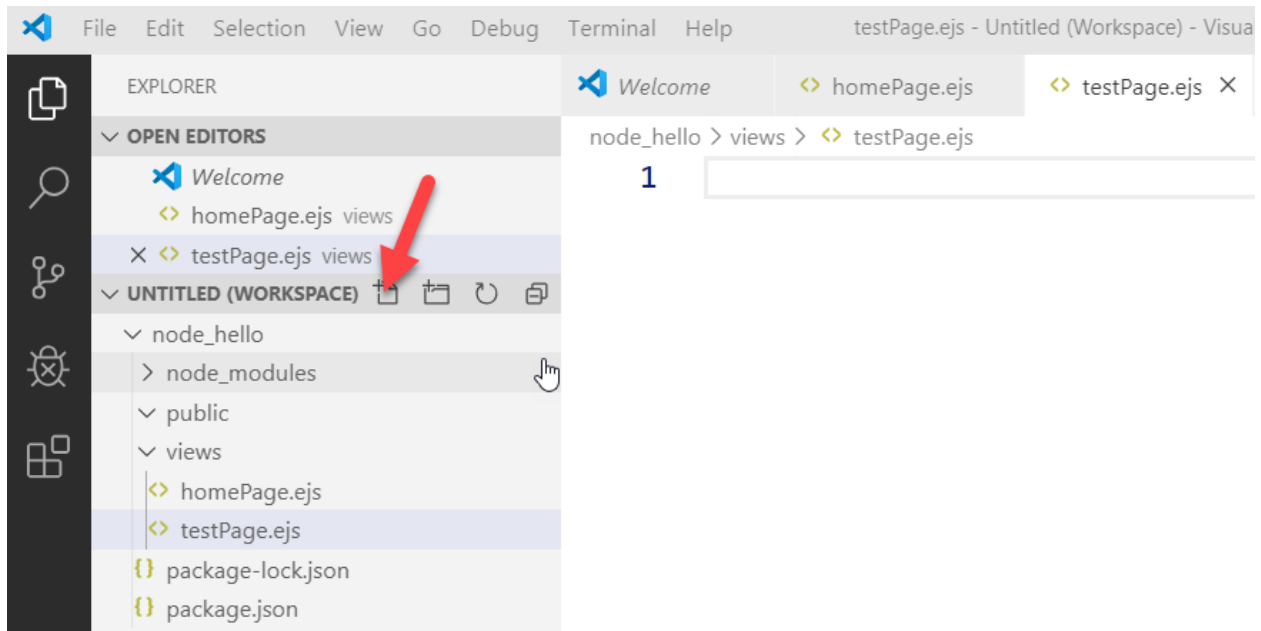 File Edit Selection View Go Debug Terminal Help testPage.ejs - Untitled (Workspace) - Visua
EXPLORER
Welcome homePage.ejs testPage.ejs
OPEN EDITORS
node_hello > views > testPage.ejs
Welcome
1
homePage.ejs views
testPage.ejs views
UNTITLED (WORKSPACE)
node_hello
node_modules
public
views
homePage.ejs
testPage.ejs
{} package-lock.json
{} package.json